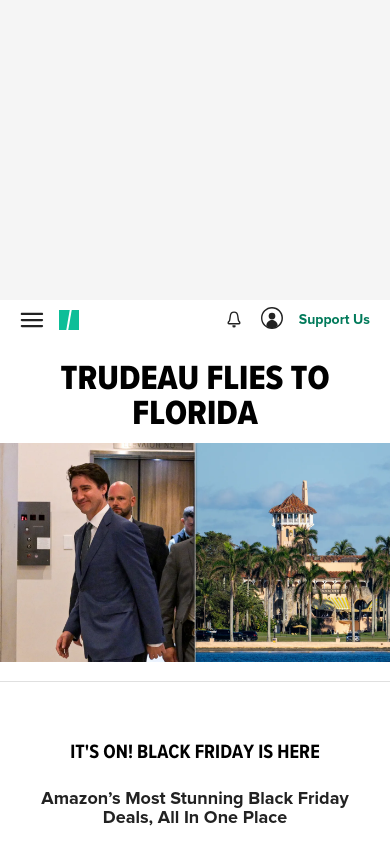 Support Us
TRUDEAU FLIES TO
FLORIDA
IT'S ON! BLACK FRIDAY IS HERE
Amazon’s Most Stunning Black Friday
Deals, All In One Place